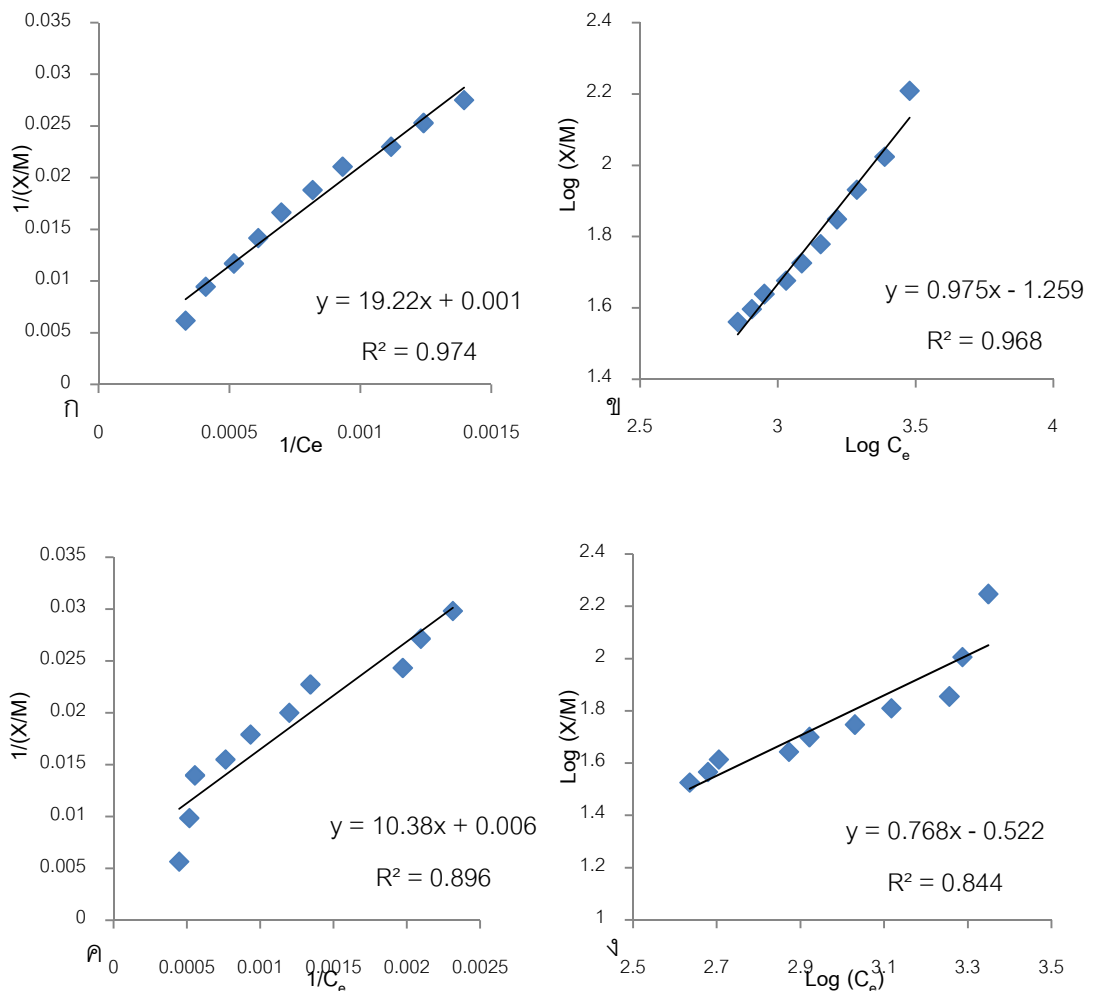 0.035
0.03
0.025
0.02
0.015
0.01
0.005
0
1/(X/M)
y = 19.22x + 0.001
R² = 0.974
ก
0 0.0005 0.001 0.0015
1/Ce
2.4
2.2
2
1.8
1.6
1.4
Log (X/M)
y = 0.975x - 1.259
R² = 0.968
ข
2.5 3 3.5 4
Log Ce
0.035
0.03
0.025
0.02
0.015
0.01
0.005
0
1/(X/M)
y = 10.38x + 0.006
R² = 0.896
ค
0 0.0005 0.001 0.0015 0.002 0.0025
1/Ce
2.4
2.2
2
1.8
1.6
1.4
1.2
1
Log (X/M)
y = 0.768x - 0.522
R² = 0.844
ง
2.5 2.7 2.9 3.1 3.3 3.5
Log (Ce)